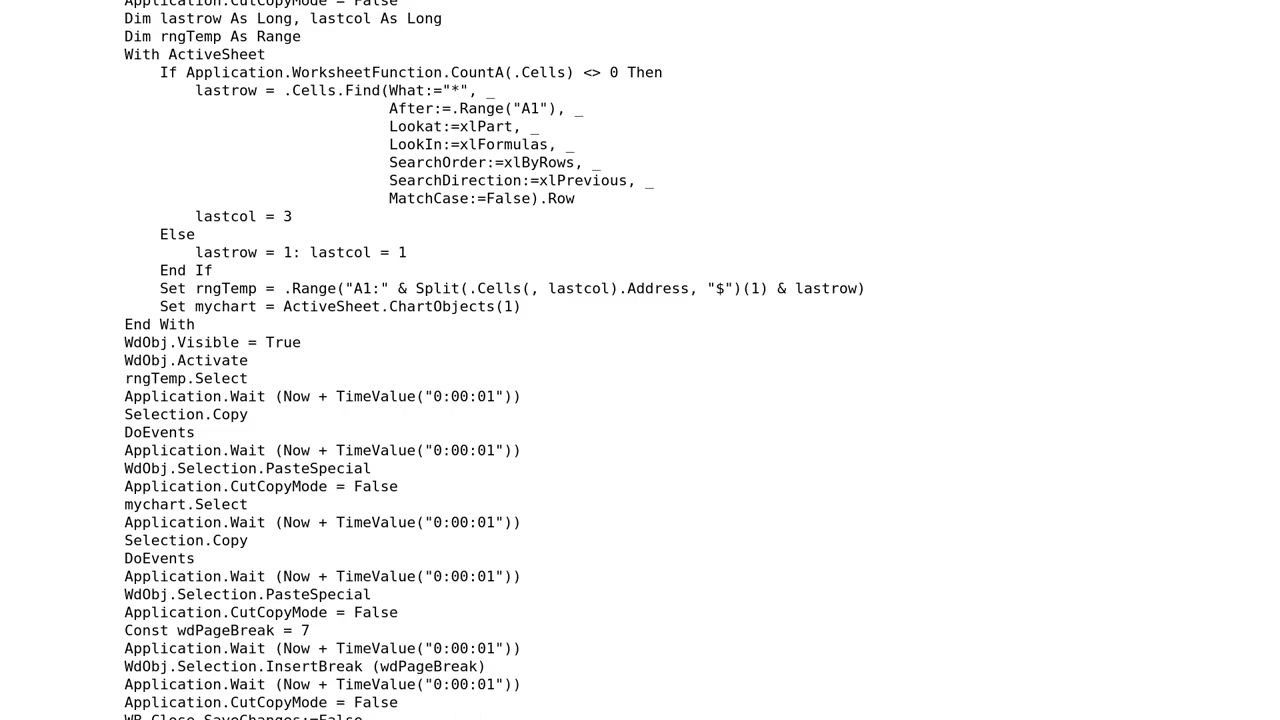 Application.CutCopyMode = False
Dim lastrow As Long, lastcol As Long
Dim rngTemp As Range
With ActiveSheet
    If Application.WorksheetFunction.CountA(.Cells) <> 0 Then
        lastrow = .Cells.Find(What:="*", _
                              After:=.Range("A1"), _
                              Lookat:=xlPart, _
                              LookIn:=xlFormulas, _
                              SearchOrder:=xlByRows, _
                              SearchDirection:=xlPrevious, _
                              MatchCase:=False).Row
        lastcol = 3
    Else
        lastrow = 1: lastcol = 1
    End If
    Set rngTemp = .Range("A1:" & Split(.Cells(, lastcol).Address, "$")(1) & lastrow)
    Set mychart = ActiveSheet.ChartObjects(1)
End With
WdObj.Visible = True
WdObj.Activate
rngTemp.Select
Application.Wait (Now + TimeValue("0:00:01"))
Selection.Copy
DoEvents
Application.Wait (Now + TimeValue("0:00:01"))
WdObj.Selection.PasteSpecial
Application.CutCopyMode = False
mychart.Select
Application.Wait (Now + TimeValue("0:00:01"))
Selection.Copy
DoEvents
Application.Wait (Now + TimeValue("0:00:01"))
WdObj.Selection.PasteSpecial
Application.CutCopyMode = False
Const wdPageBreak = 7
Application.Wait (Now + TimeValue("0:00:01"))
WdObj.Selection.InsertBreak (wdPageBreak)
Application.Wait (Now + TimeValue("0:00:01"))
Application.CutCopyMode = False
WB.Close SaveChanges:=False